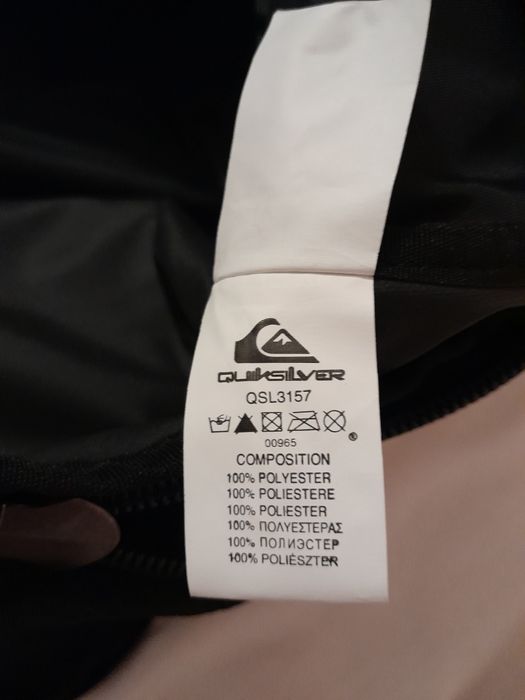 QUIKSILVER
QSL3157
00965
®
COMPOSITION
100% POLYESTER
100% POLIESTERE
100% POLIESTER
100% ΠΟΛΥΕΣΤΕΡΑΣ
100% ПОЛИЭСТЕР
100% POLIÉSZTER